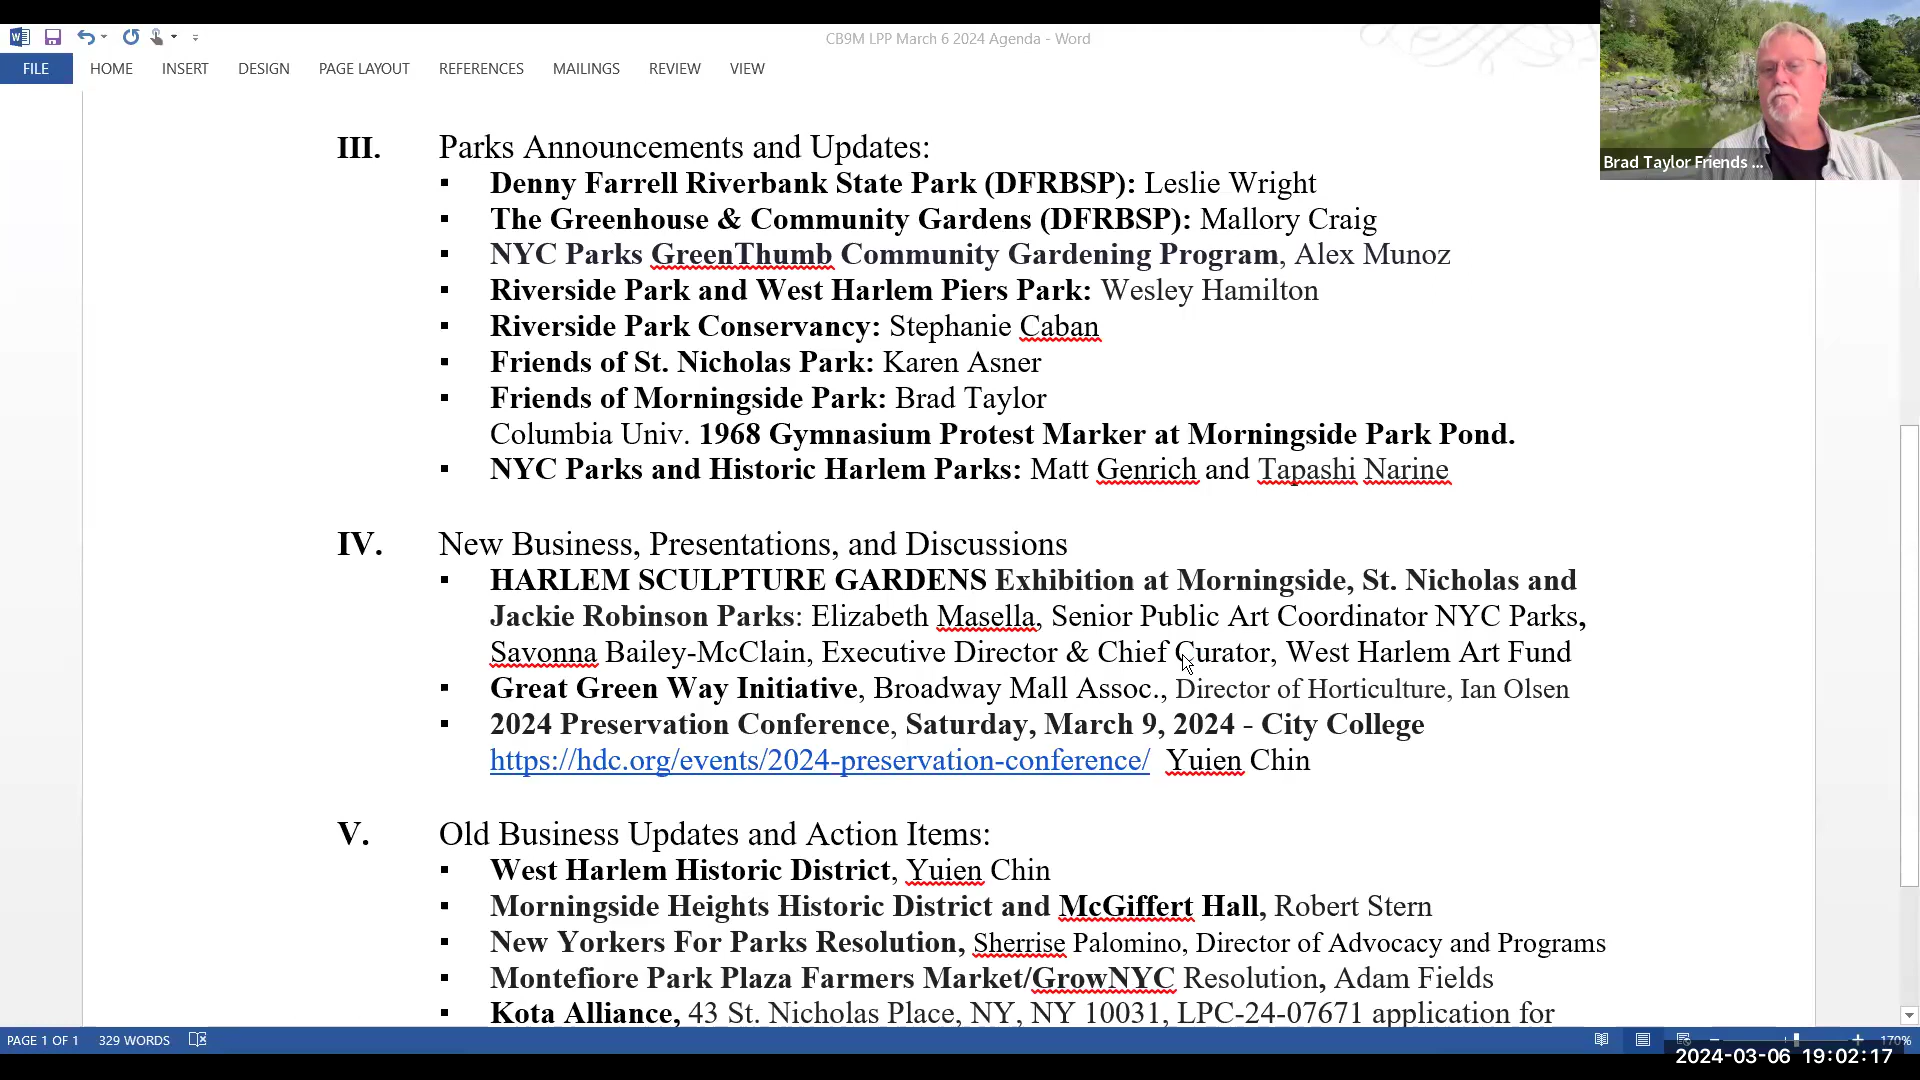 CB9M LPP March 6 2024 Agenda - Word
FILE HOME INSERT DESIGN PAGE LAYOUT REFERENCES MAILINGS REVIEW VIEW
Brad Taylor Friends ...
III. Parks Announcements and Updates:
▪ Denny Farrell Riverbank State Park (DFRBSP): Leslie Wright
▪ The Greenhouse & Community Gardens (DFRBSP): Mallory Craig
▪ NYC Parks GreenThumb Community Gardening Program, Alex Munoz
▪ Riverside Park and West Harlem Piers Park: Wesley Hamilton
▪ Riverside Park Conservancy: Stephanie Caban
▪ Friends of St. Nicholas Park: Karen Asner
▪ Friends of Morningside Park: Brad Taylor
Columbia Univ. 1968 Gymnasium Protest Marker at Morningside Park Pond.
▪ NYC Parks and Historic Harlem Parks: Matt Genrich and Tapashi Narine
IV. New Business, Presentations, and Discussions
▪ HARLEM SCULPTURE GARDENS Exhibition at Morningside, St. Nicholas and
Jackie Robinson Parks: Elizabeth Masella, Senior Public Art Coordinator NYC Parks,
Savonna Bailey-McClain, Executive Director & Chief Curator, West Harlem Art Fund
▪ Great Green Way Initiative, Broadway Mall Assoc., Director of Horticulture, Ian Olsen
▪ 2024 Preservation Conference, Saturday, March 9, 2024 - City College
https://hdc.org/events/2024-preservation-conference/ Yuien Chin
V. Old Business Updates and Action Items:
▪ West Harlem Historic District, Yuien Chin
▪ Morningside Heights Historic District and McGiffert Hall, Robert Stern
▪ New Yorkers For Parks Resolution, Sherrise Palomino, Director of Advocacy and Programs
▪ Montefiore Park Plaza Farmers Market/GrowNYC Resolution, Adam Fields
▪ Kota Alliance, 43 St. Nicholas Place, NY, NY 10031, LPC-24-07671 application for
PAGE 1 OF 1 329 WORDS 170%
2024-03-06 19:02:17